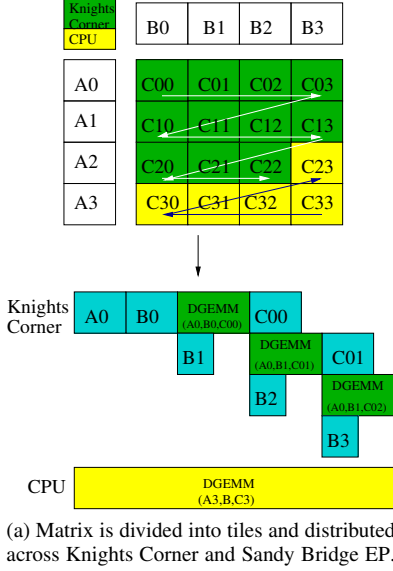 Knights
Corner
CPU
B0 B1 B2 B3
A0 C00 C01 C02 C03
A1 C10 C11 C12 C13
A2 C20 C21 C22 C23
A3 C30 C31 C32 C33
Knights
Corner
A0 B0 DGEMM C00
(A0,B0,C00)
B1 DGEMM C01
(A0,B1,C01)
B2 DGEMM
(A0,B1,C02)
B3
CPU DGEMM
(A3,B,C3)
(a) Matrix is divided into tiles and distributed
across Knights Corner and Sandy Bridge EP.